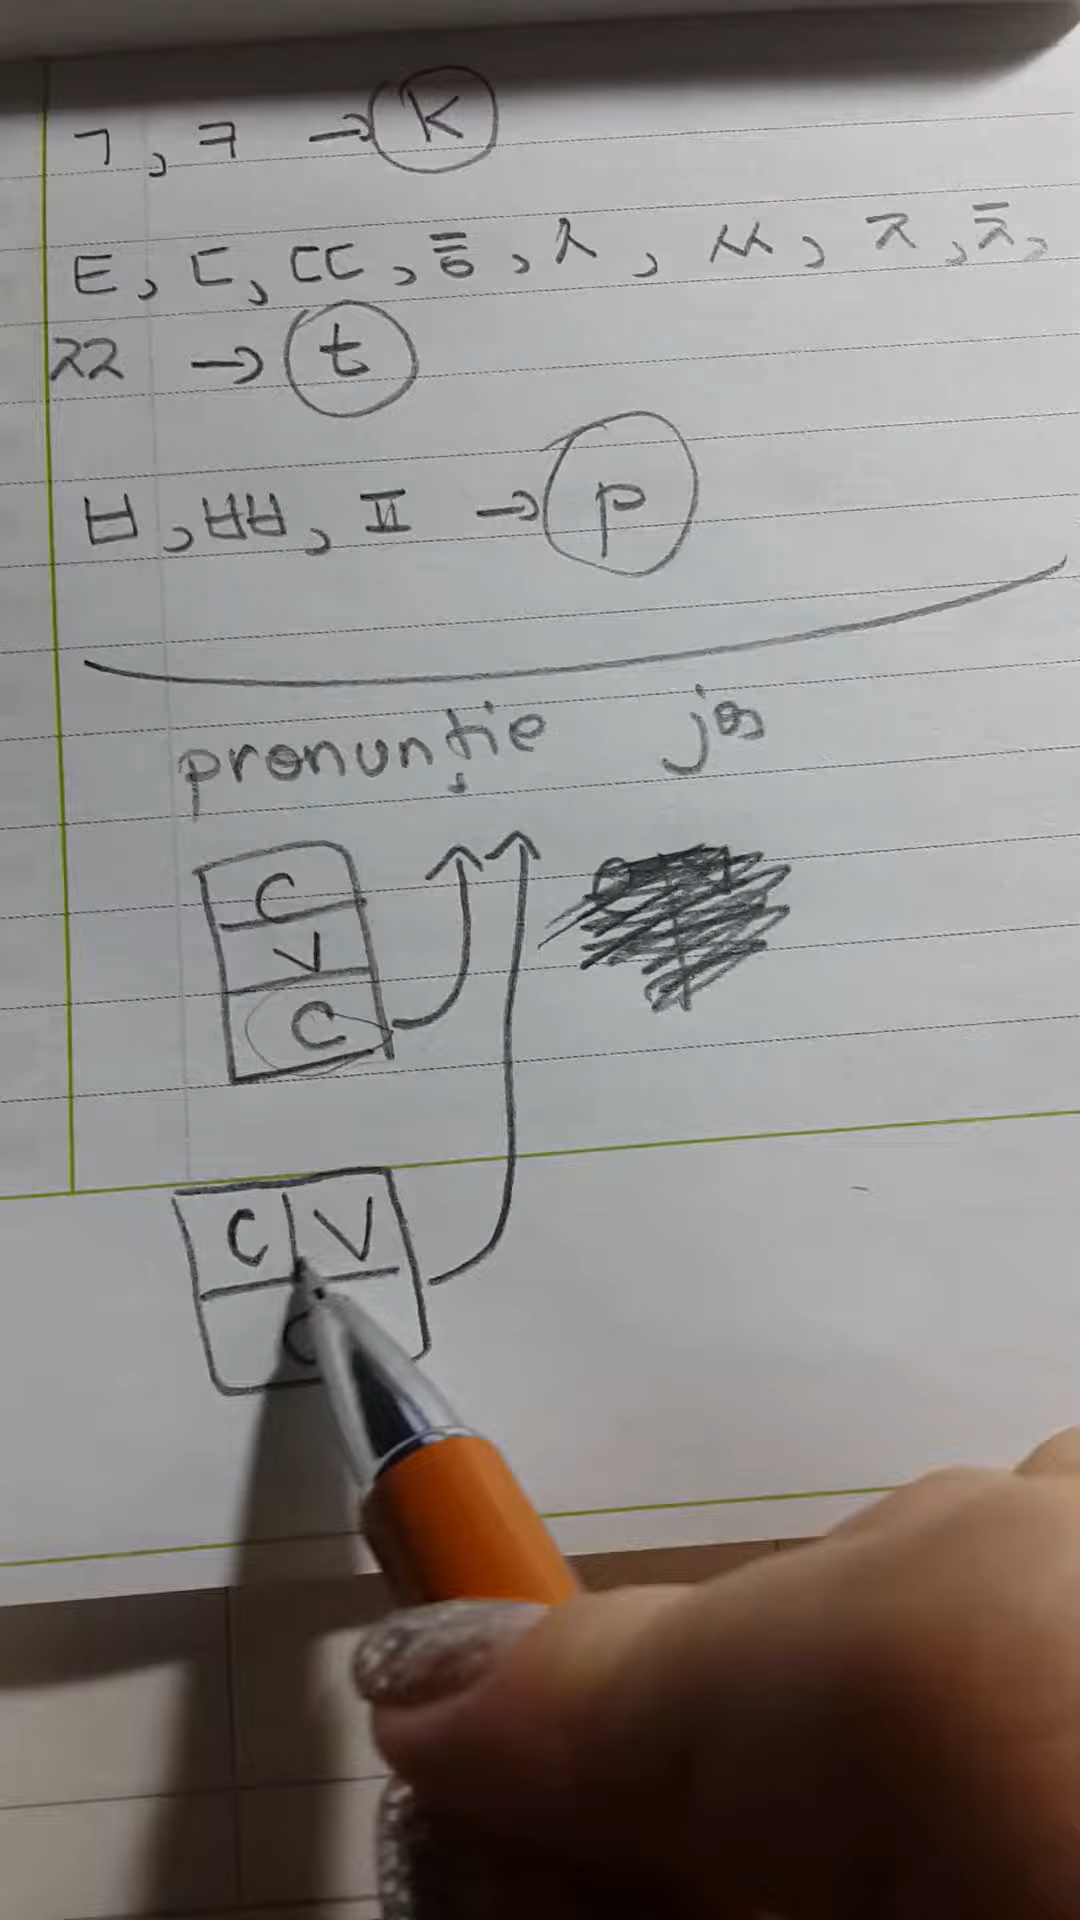 ㄱ, ㅋ → K
ㅌ, ㄷ, ㄸ, ㅎ, ㅅ, ㅆ, ㅈ, ㅊ,
ㅉ → t
ㅂ, ㅃ, ㅍ → p
pronunție jos
C
V
C
C V
C